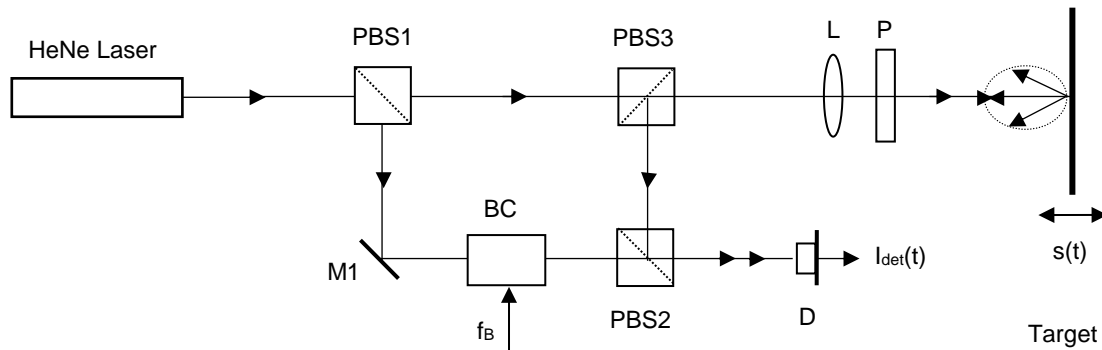 HeNe Laser
PBS1
PBS3
L
P
M1
BC
f_B
PBS2
D
I_det(t)
s(t)
Target